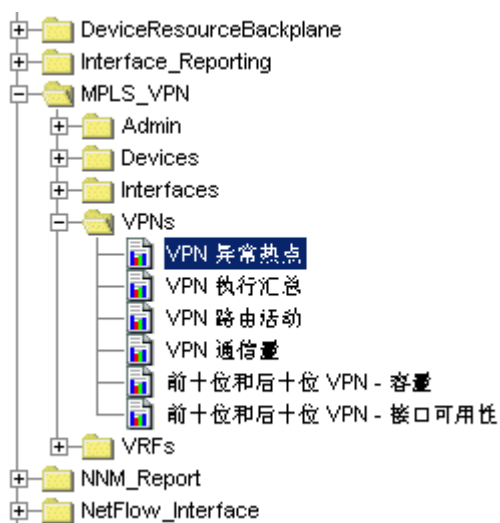 DeviceResourceBackplane
Interface_Reporting
MPLS_VPN
Admin
Devices
Interfaces
VPNs
VPN 异常热点
VPN 执行汇总
VPN 路由活动
VPN 通信量
前十位和后十位 VPN - 容量
前十位和后十位 VPN - 接口可用性
VRFs
NNM_Report
NetFlow_Interface